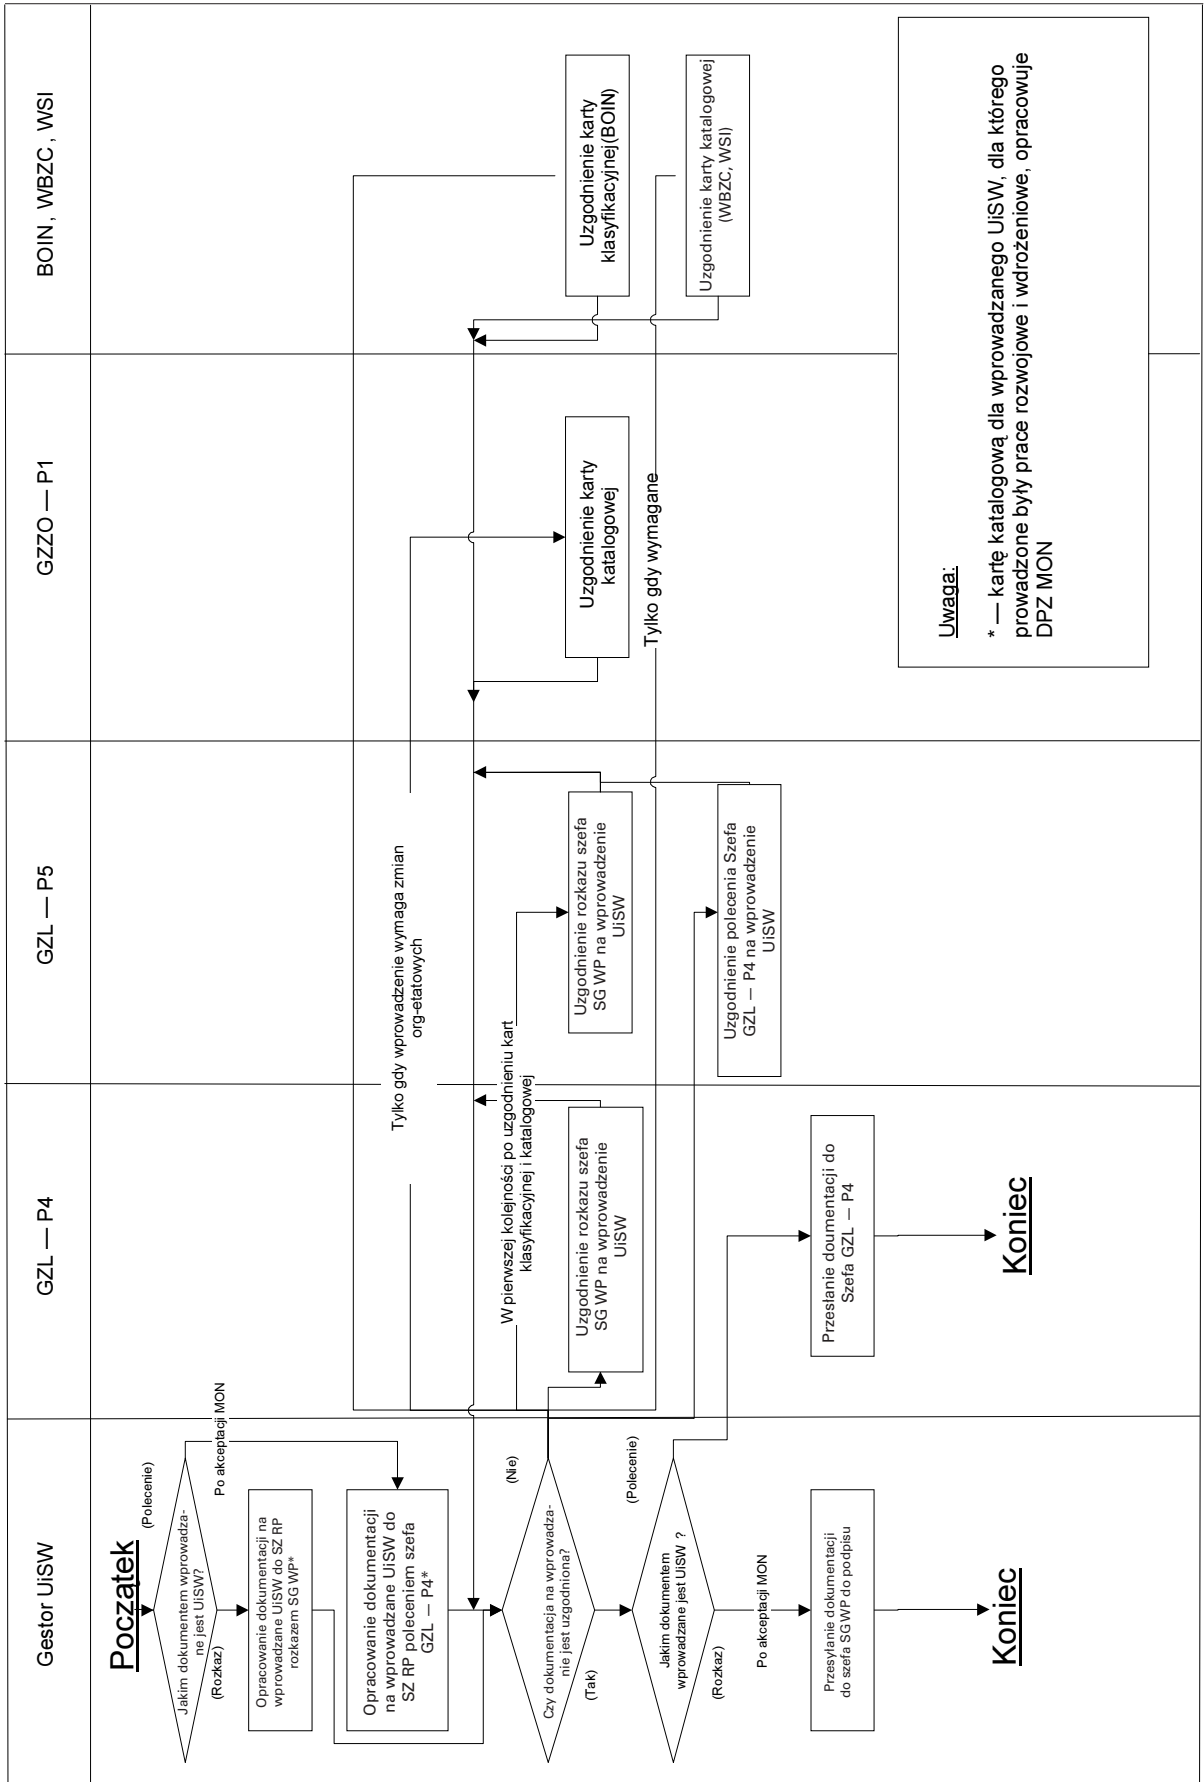 Gestor UiSW
GZL — P4
GZL — P5
GZZO — P1
BOIN , WBZC , WSI
Początek
Jakim dokumentem wprowadza-
ne jest UiSW?
(Polecenie)
(Rozkaz)
Po akceptacji MON
Opracowanie dokumentacji na
wprowadzane UiSW do SZ RP
rozkazem SG WP*
Opracowanie dokumentacji
na wprowadzane UiSW do
SZ RP poleceniem szefa
GZL — P4*
Czy dokumentacja na wprowadza-
nie jest uzgodniona?
(Nie)
(Tak)
Jakim dokumentem
wprowadzane jest UiSW ?
(Polecenie)
(Rozkaz)
Po akceptacji MON
Przesyłanie dokumentacji
do szefa SG WP do podpisu
Koniec
W pierwszej kolejności po uzgodnieniu kart
klasyfikacyjnej i katalogowej
Uzgodnienie rozkazu szefa
SG WP na wprowadzenie
UiSW
Przesłanie doumentacji do
Szefa GZL — P4
Koniec
Tylko gdy wprowadzenie wymaga zmian
org-etatowych
Uzgodnienie rozkazu szefa
SG WP na wprowadzenie
UiSW
Uzgodnienie polecenia Szefa
GZL — P4 na wprowadzenie
UiSW
Uzgodnienie karty
katalogowej
Tylko gdy wymagane
Uzgodnienie karty
klasyfikacyjnej(BOIN)
Uzgodnienie karty katalogowej
(WBZC, WSI)
Uwaga:
* — kartę katalogową dla wprowadzanego UiSW, dla którego
prowadzone były prace rozwojowe i wdrożeniowe, opracowuje
DPZ MON